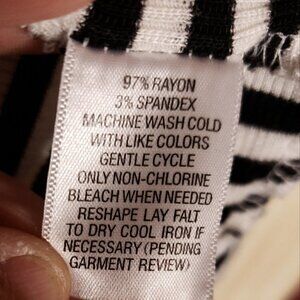 97% RAYON
3% SPANDEX
MACHINE WASH COLD
WITH LIKE COLORS
GENTLE CYCLE
ONLY NON-CHLORINE
BLEACH WHEN NEEDED
RESHAPE LAY FALT
TO DRY COOL IRON IF
NECESSARY (PENDING
GARMENT REVIEW)